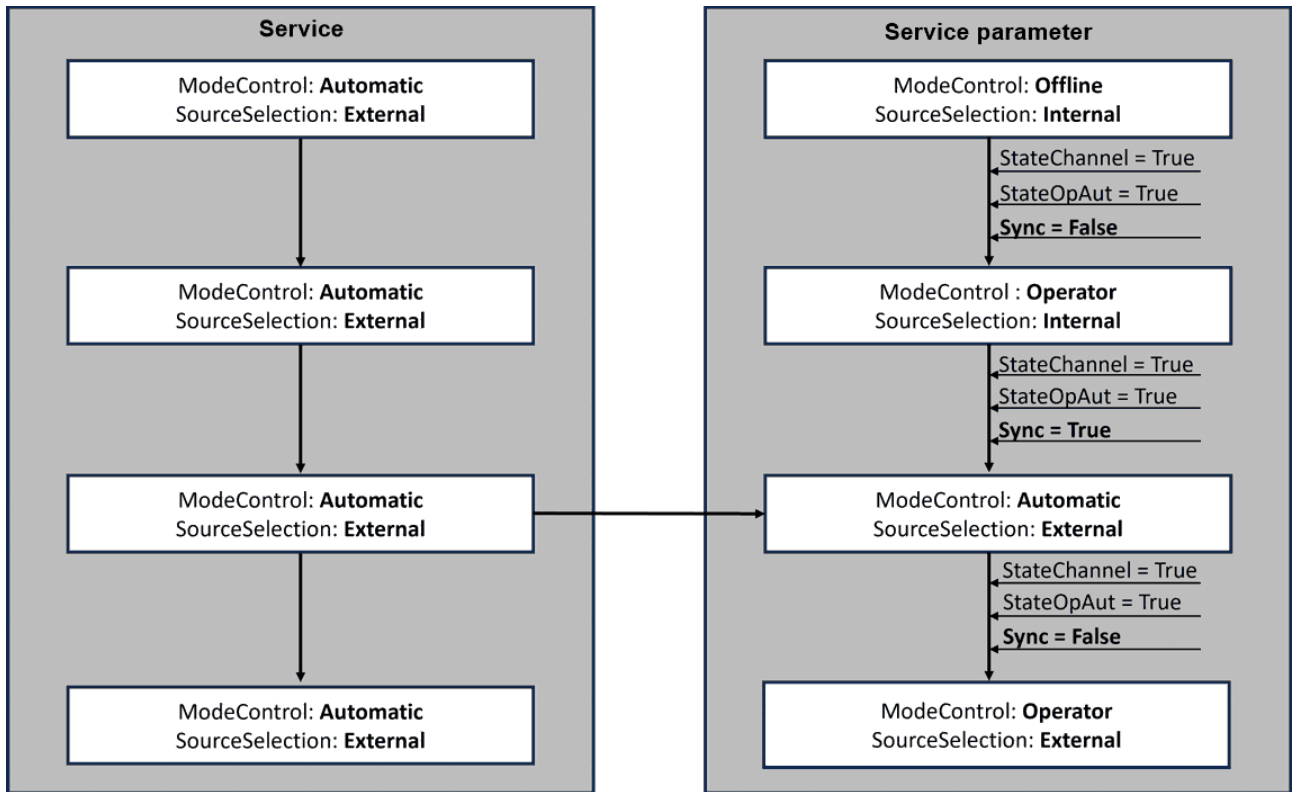 Service
ModeControl: Automatic
SourceSelection: External
ModeControl: Automatic
SourceSelection: External
ModeControl: Automatic
SourceSelection: External
ModeControl: Automatic
SourceSelection: External
Service parameter
ModeControl: Offline
SourceSelection: Internal
StateChannel = True
StateOpAut = True
Sync = False
ModeControl : Operator
SourceSelection: Internal
StateChannel = True
StateOpAut = True
Sync = True
ModeControl: Automatic
SourceSelection: External
StateChannel = True
StateOpAut = True
Sync = False
ModeControl: Operator
SourceSelection: External